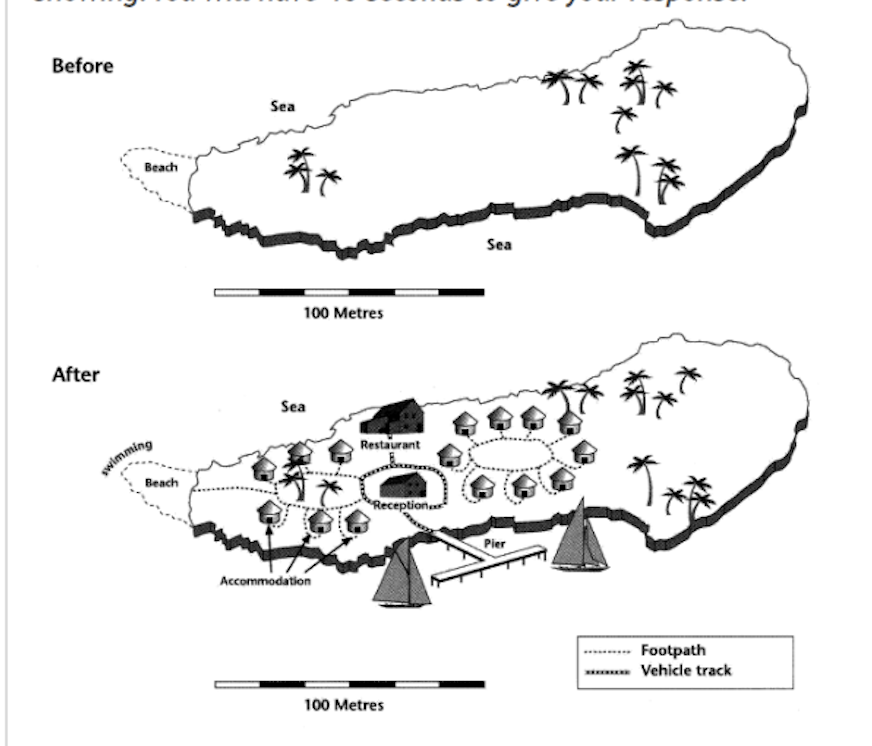 Before
Sea
Beach
Sea
100 Metres
After
Sea
Restaurant
swimming
Beach
Reception
Pier
Accommodation
Footpath
Vehicle track
100 Metres